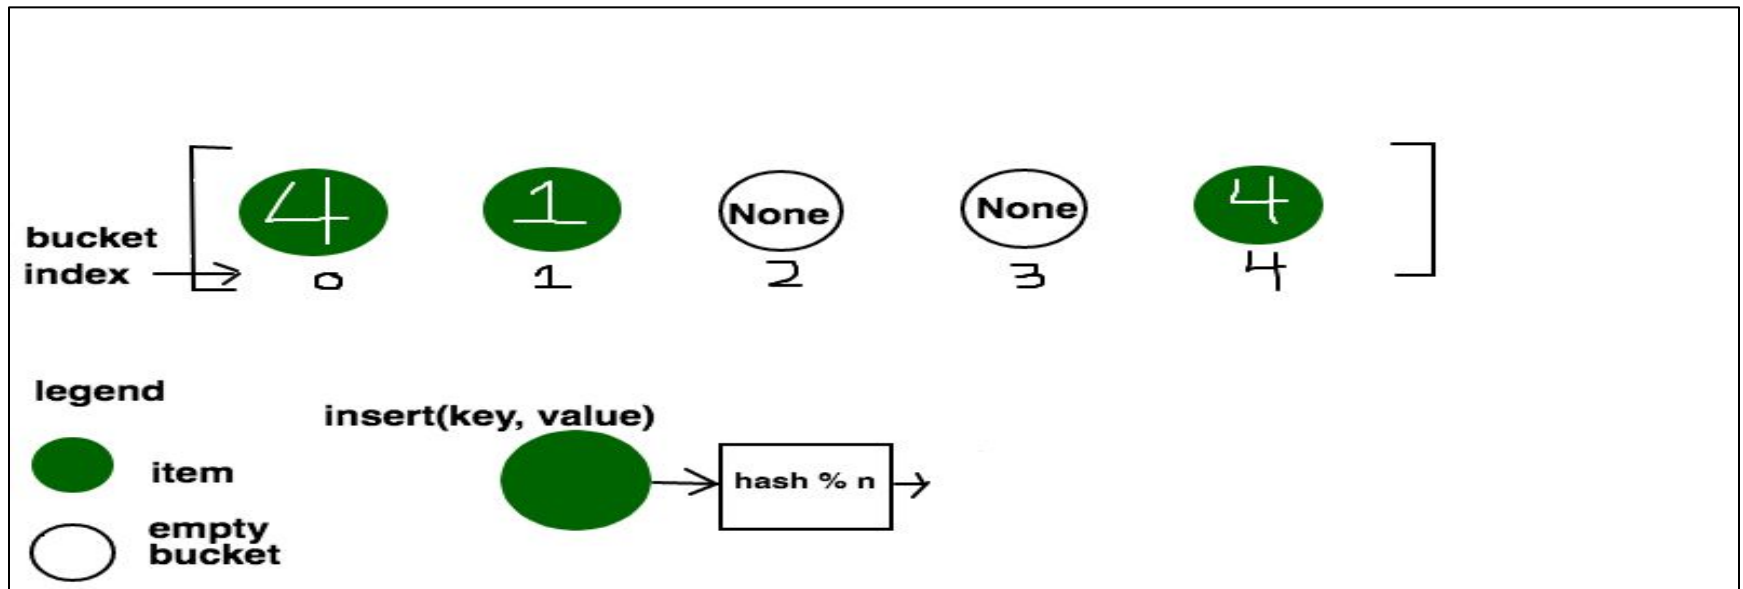 4 1 None None 4
bucket
index
0 1 2 3 4
legend
insert(key, value)
item
hash % n
empty
bucket